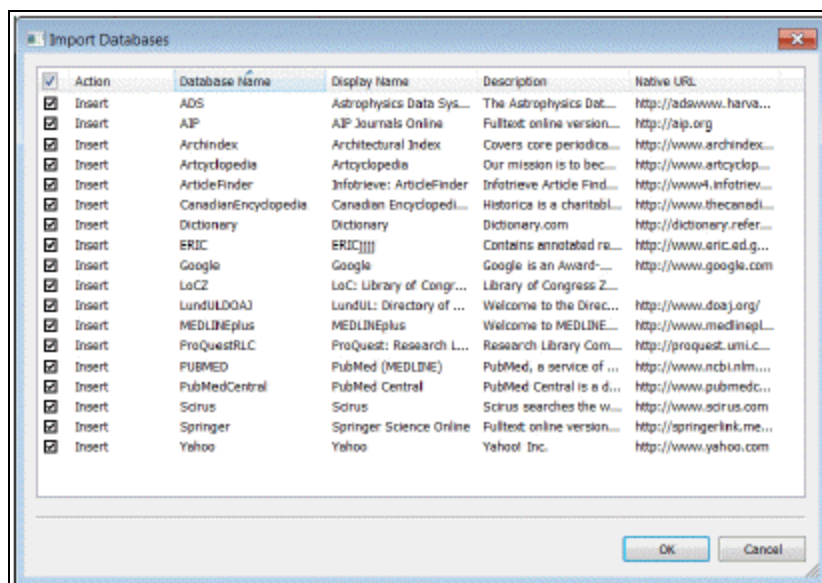 Import Databases
Action Database Name Display Name Description Native URL
Insert ADS Astrophysics Data Sys... The Astrophysics Dat... http://adswww.harva...
Insert AIP AIP Journals Online Fulltext online version... http://aip.org
Insert Archindex Architectural Index Covers core periodica... http://www.archindex...
Insert Artcyclopedia Artcyclopedia Our mission is to bec... http://www.artcyclop...
Insert ArticleFinder Infotrieve: ArticleFinder Infotrieve Article Find... http://www4.infotriev...
Insert CanadianEncyclopedia Canadian Encyclopedi... Historica is a charitabl... http://www.thecanadi...
Insert Dictionary Dictionary Dictionary.com http://dictionary.refer...
Insert ERIC ERICjjjj Contains annotated re... http://www.eric.ed.g...
Insert Google Google Google is an Award-... http://www.google.com
Insert LoCZ LoC: Library of Congr... Library of Congress Z...
Insert LundULDOAJ LundUL: Directory of ... Welcome to the Direc... http://www.doaj.org/
Insert MEDLINEplus MEDLINEplus Welcome to MEDLINE... http://www.medlinepl...
Insert ProQuestRLC ProQuest: Research L... Research Library Com... http://proquest.umi.c...
Insert PUBMED PubMed (MEDLINE) PubMed, a service of ... http://www.ncbi.nlm....
Insert PubMedCentral PubMed Central PubMed Central is a d... http://www.pubmedc...
Insert Scirus Scirus Scirus searches the w... http://www.scirus.com
Insert Springer Springer Science Online Fulltext online version... http://springerlink.me...
Insert Yahoo Yahoo Yahoo! Inc. http://www.yahoo.com
OK Cancel